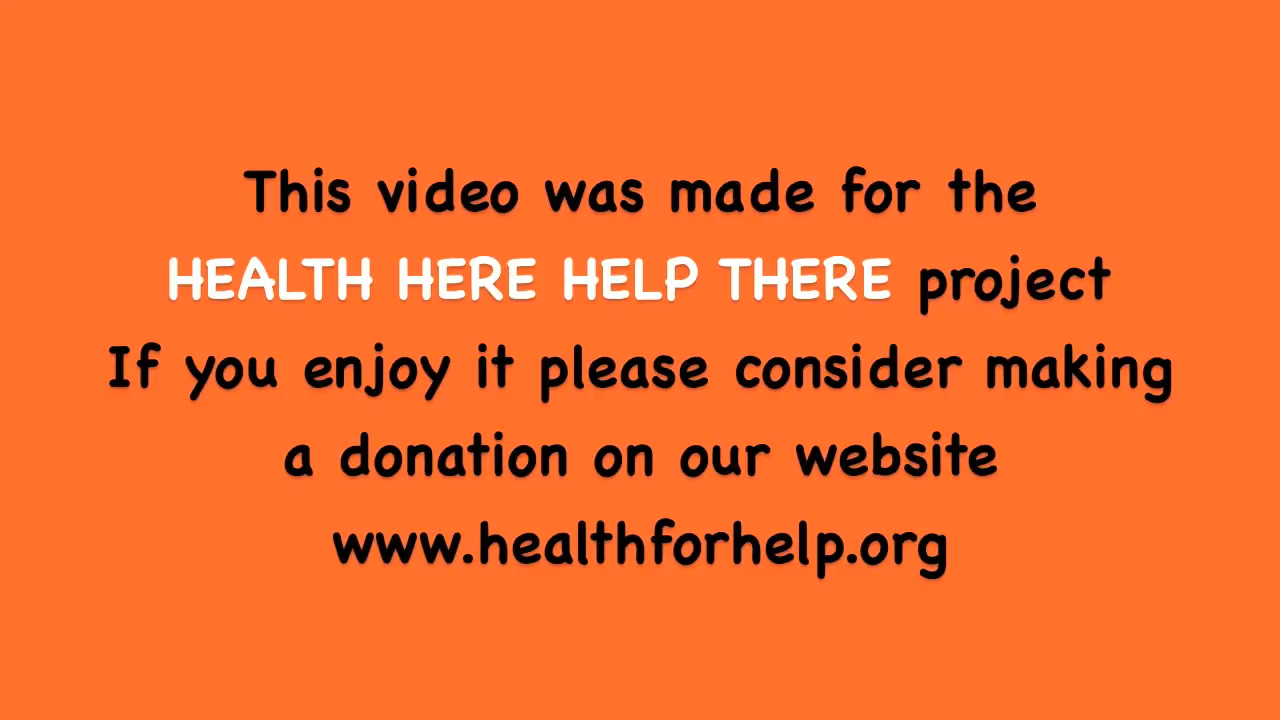 This video was made for the
HEALTH HERE HELP THERE project
If you enjoy it please consider making
a donation on our website
www.healthforhelp.org